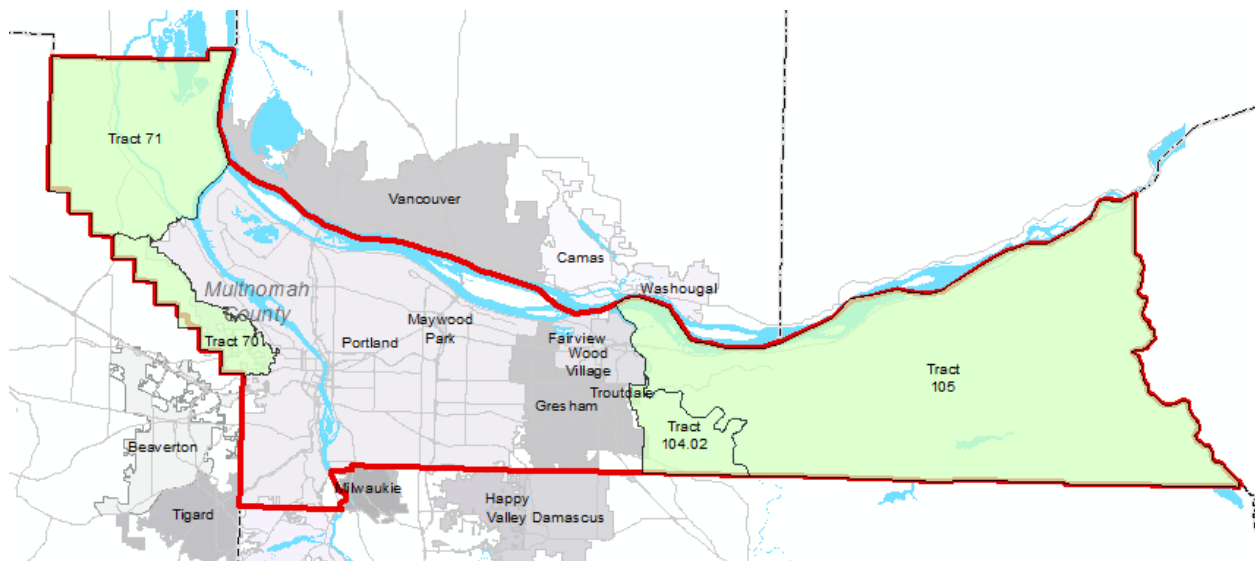 Tract 71
Vancouver
Camas
Washougal
Multnomah
County
Tract 70
Portland
Maywood
Park
Fairview
Wood
Village
Troutdale
Gresham
Tract
105
Tract
104.02
Beaverton
Tigard
Milwaukie
Happy
Valley
Damascus